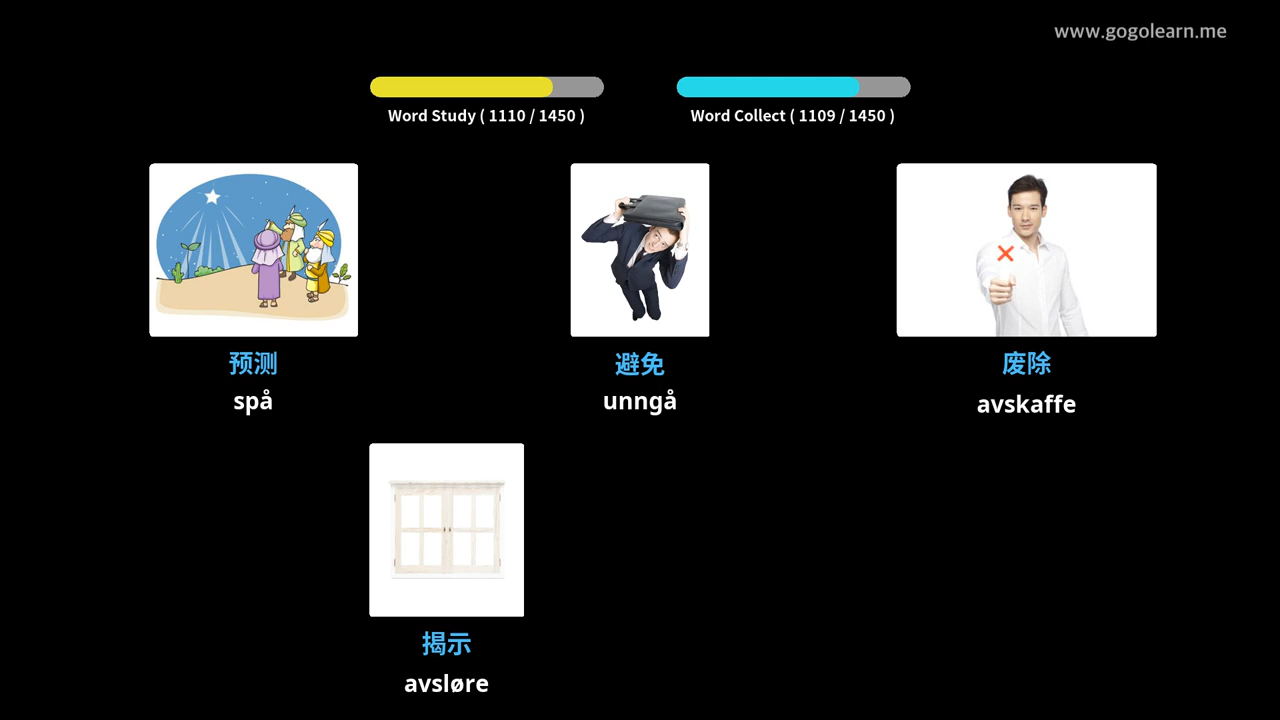 www.gogolearn.me
Word Study ( 1110 / 1450 )
Word Collect ( 1109 / 1450 )
预测
spå
避免
unngå
废除
avskaffe
揭示
avsløre